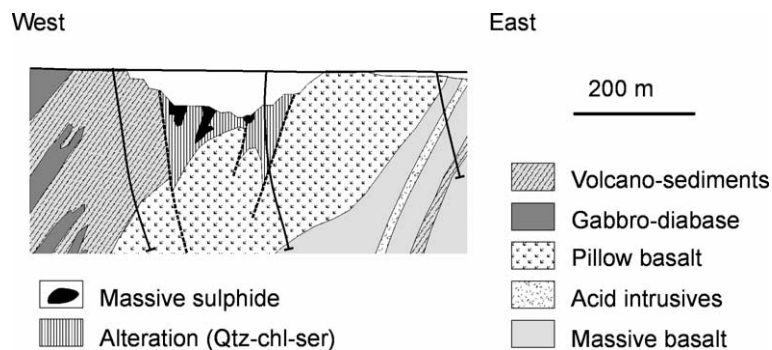 West
East
200 m
Volcano-sediments
Gabbro-diabase
Pillow basalt
Acid intrusives
Massive basalt
Massive sulphide
Alteration (Qtz-chl-ser)